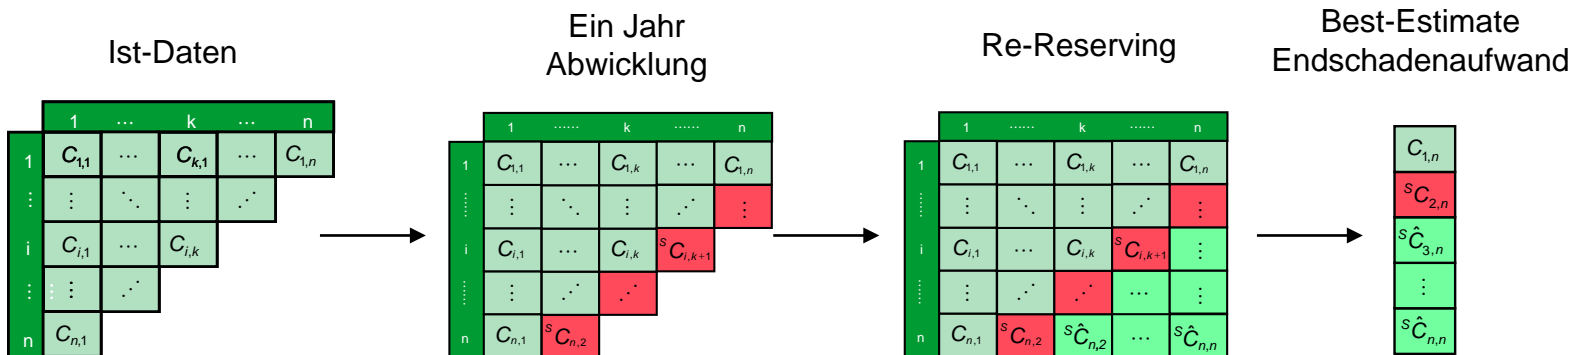 Ist-Daten
Ein Jahr
Abwicklung
Re-Reserving
Best-Estimate
Endschadenaufwand
1 ... k ... n
1 C1,1 ... Ck,1 ... C1,n
⋮ ⋮ ⋱ ⋮ ⋰
i Ci,1 ... Ci,k
⋮ ⋮ ⋰
n Cn,1
1 ...... k ...... n
1 C1,1 ... C1,k ... C1,n
⋮ ⋮ ⋱ ⋮ ⋰ ⋮
i Ci,1 ... Ci,k SCi,k+1
⋮ ⋮ ⋰ ⋰
n Cn,1 SCn,2
1 ...... k ...... n
1 C1,1 ... C1,k ... C1,n
⋮ ⋮ ⋱ ⋮ ⋰ ⋮
i Ci,1 ... Ci,k SCi,k+1 ⋮
⋮ ⋮ ⋰ ⋰ ... ⋮
n Cn,1 SCn,2 SĈn,2 ... SĈn,n
C1,n
SC2,n
SĈ3,n
⋮
SĈn,n